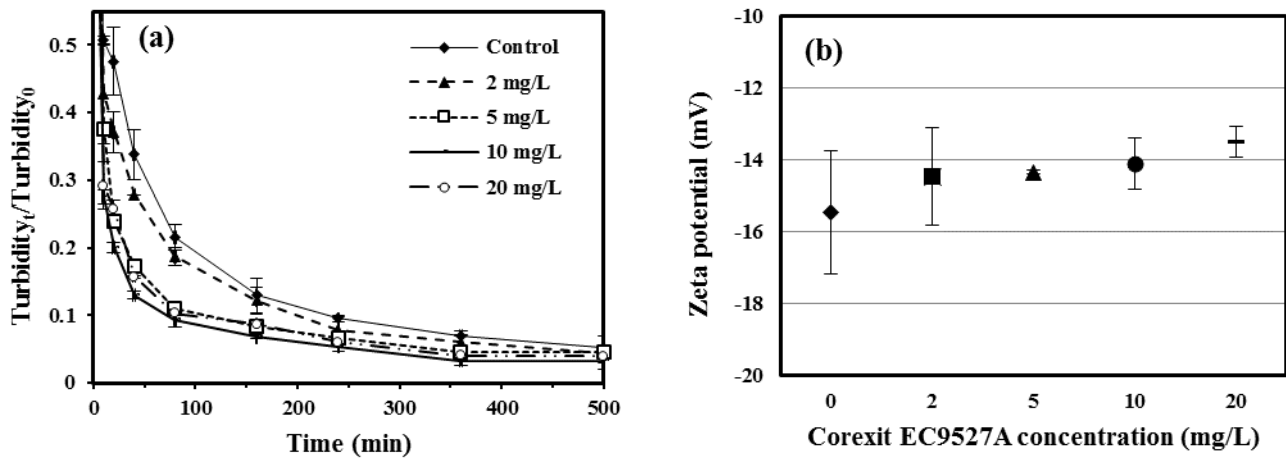 (a)
0.5
0.4
0.3
0.2
0.1
0
Turbidityₜ/Turbidity₀
Control
2 mg/L
5 mg/L
10 mg/L
20 mg/L
0 100 200 300 400 500
Time (min)
(b)
-10
-12
-14
-16
-18
-20
Zeta potential (mV)
0 2 5 10 20
Corexit EC9527A concentration (mg/L)